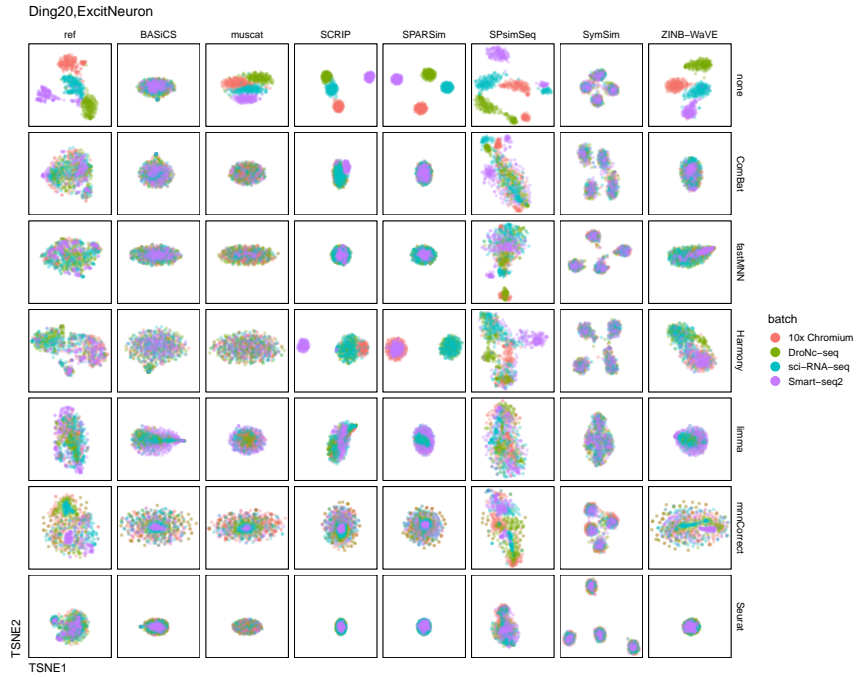 Ding20,ExcitNeuron
ref BASiCS muscat SCRIP SPARSim SPsimSeq SymSim ZINB−WaVE
none
ComBat
fastMNN
Harmony
limma
mnnCorrect
Seurat
batch
10x Chromium
DroNc−seq
sci−RNA−seq
Smart−seq2
TSNE2
TSNE1